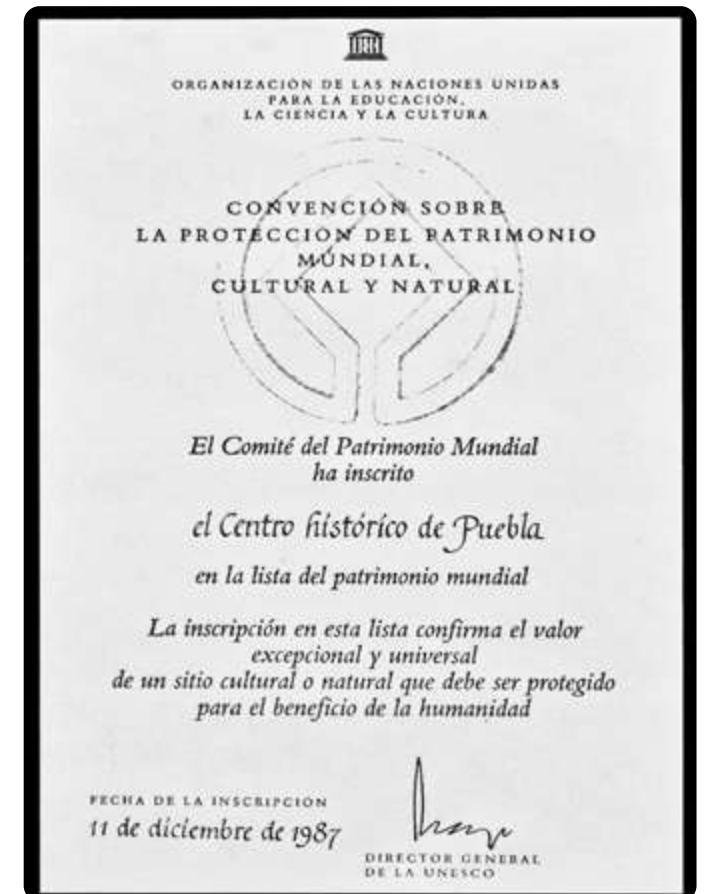 ORGANIZACIÓN DE LAS NACIONES UNIDAS
PARA LA EDUCACIÓN,
LA CIENCIA Y LA CULTURA
CONVENCIÓN SOBRE
LA PROTECCION DEL PATRIMONIO
MUNDIAL,
CULTURAL Y NATURAL
El Comité del Patrimonio Mundial
ha inscrito
el Centro histórico de Puebla
en la lista del patrimonio mundial
La inscripción en esta lista confirma el valor
excepcional y universal
de un sitio cultural o natural que debe ser protegido
para el beneficio de la humanidad
FECHA DE LA INSCRIPCIÓN
11 de diciembre de 1987
DIRECTOR GENERAL
DE LA UNESCO